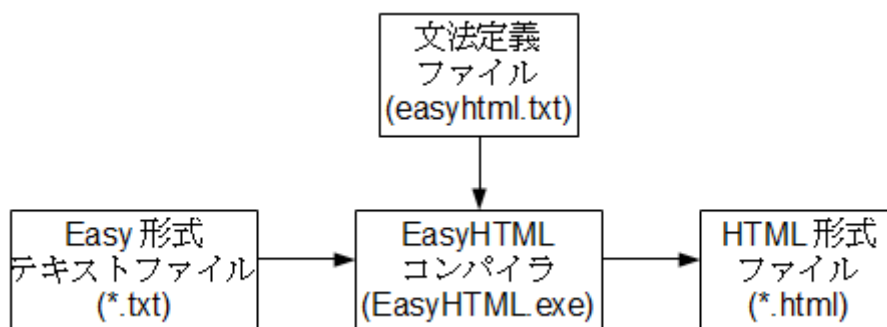 文法定義
ファイル
(easyhtml.txt)
Easy 形式
テキストファイル
(*.txt)
EasyHTML
コンパイラ
(EasyHTML.exe)
HTML 形式
ファイル
(*.html)